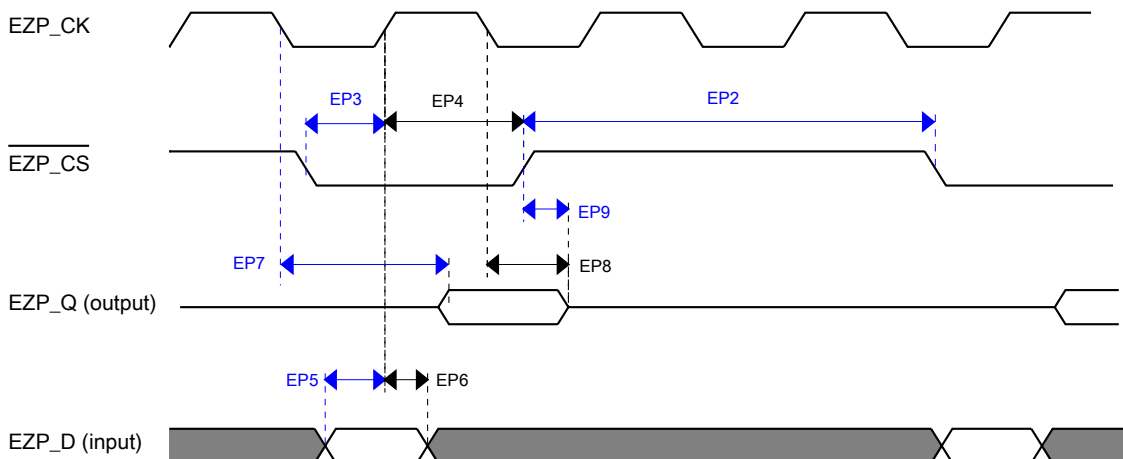 EZP_CK
EP3
EP4
EP2
EZP_CS
EP9
EP7
EP8
EZP_Q (output)
EP5
EP6
EZP_D (input)